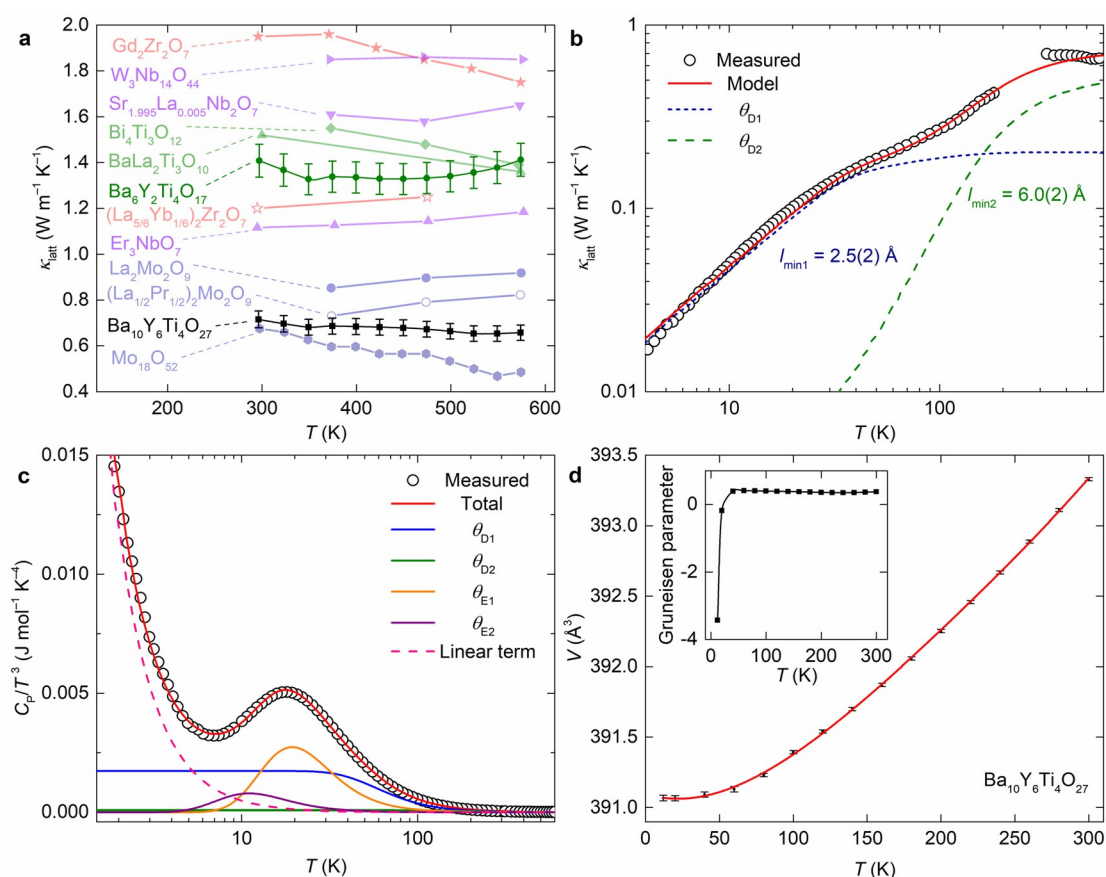 a
κlatt (W m⁻¹ K⁻¹)
2.0
1.8
1.6
1.4
1.2
1.0
0.8
0.6
0.4
Gd₂Zr₂O₇
W₃Nb₁₄O₄₄
Sr₁.₉₉₅La₀.₀₀₅Nb₂O₇
Bi₄Ti₃O₁₂
BaLa₂Ti₃O₁₀
Ba₆Y₂Ti₄O₁₇
(La₅/₆Yb₁/₆)₂Zr₂O₇
Er₃NbO₇
La₂Mo₂O₉
(La₁/₂Pr₁/₂)₂Mo₂O₉
Ba₁₀Y₆Ti₄O₂₇
Mo₁₈O₅₂
200 300 400 500 600
T (K)
b
κlatt (W m⁻¹ K⁻¹)
1
0.1
0.01
Measured
Model
θD1
θD2
lmin2 = 6.0(2) Å
lmin1 = 2.5(2) Å
10 100
T (K)
c
CP/T³ (J mol⁻¹ K⁻⁴)
0.015
0.010
0.005
0.000
Measured
Total
θD1
θD2
θE1
θE2
Linear term
10 100
T (K)
d
V (Å³)
393.5
393.0
392.5
392.0
391.5
391.0
Gruneisen parameter
0
-2
-4
0 100 200 300
T (K)
Ba₁₀Y₆Ti₄O₂₇
0 50 100 150 200 250 300
T (K)